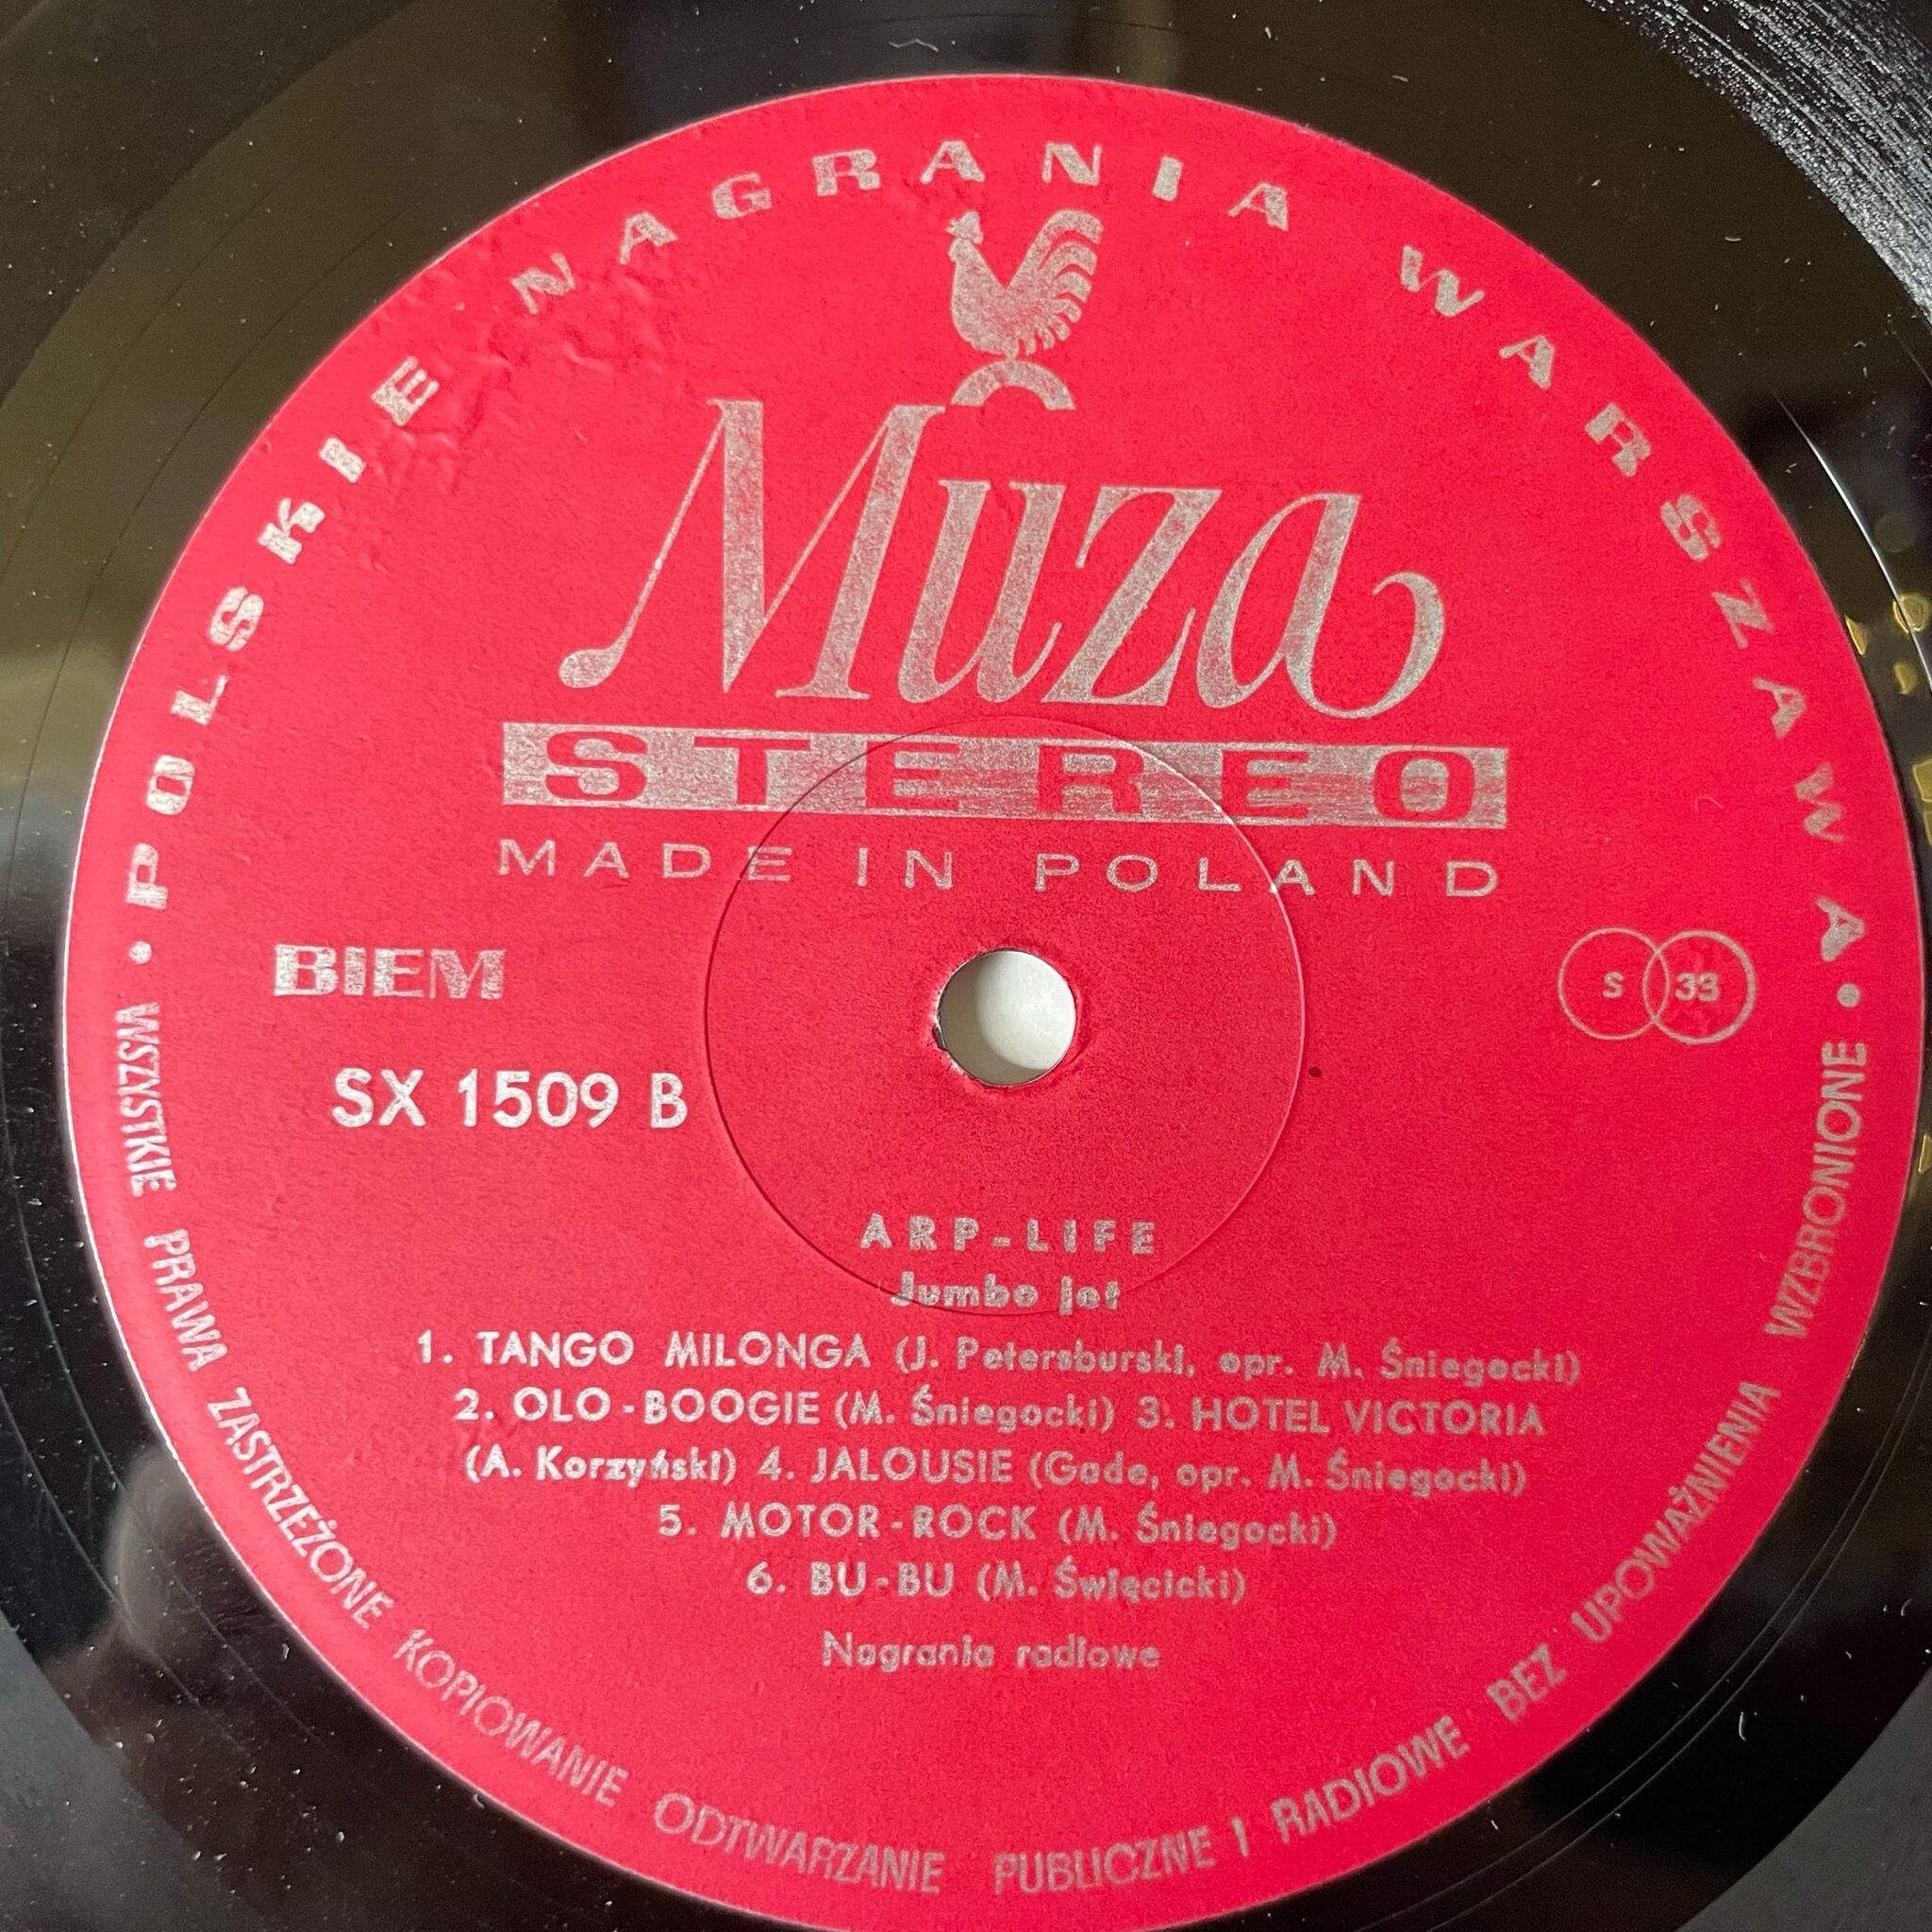 POLSKIE NAGRANIA WARSZAWA
Muza
STEREO
MADE IN POLAND
BIEM
S 33
SX 1509 B
ARP-LIFE
Jumbo jet
1. TANGO MILONGA (J. Petersburski, opr. M. Śniegocki)
2. OLO-BOOGIE (M. Śniegocki) 3. HOTEL VICTORIA
(A. Korzyński) 4. JALOUSIE (Gade, opr. M. Śniegocki)
5. MOTOR-ROCK (M. Śniegocki)
6. BU-BU (M. Święcicki)
Nagrania radiowe
• WSZYSTKIE PRAWA ZASTRZEŻONE KOPIOWANIE ODTWARZANIE PUBLICZNE I RADIOWE BEZ UPOWAŻNIENIA WZBRONIONE •